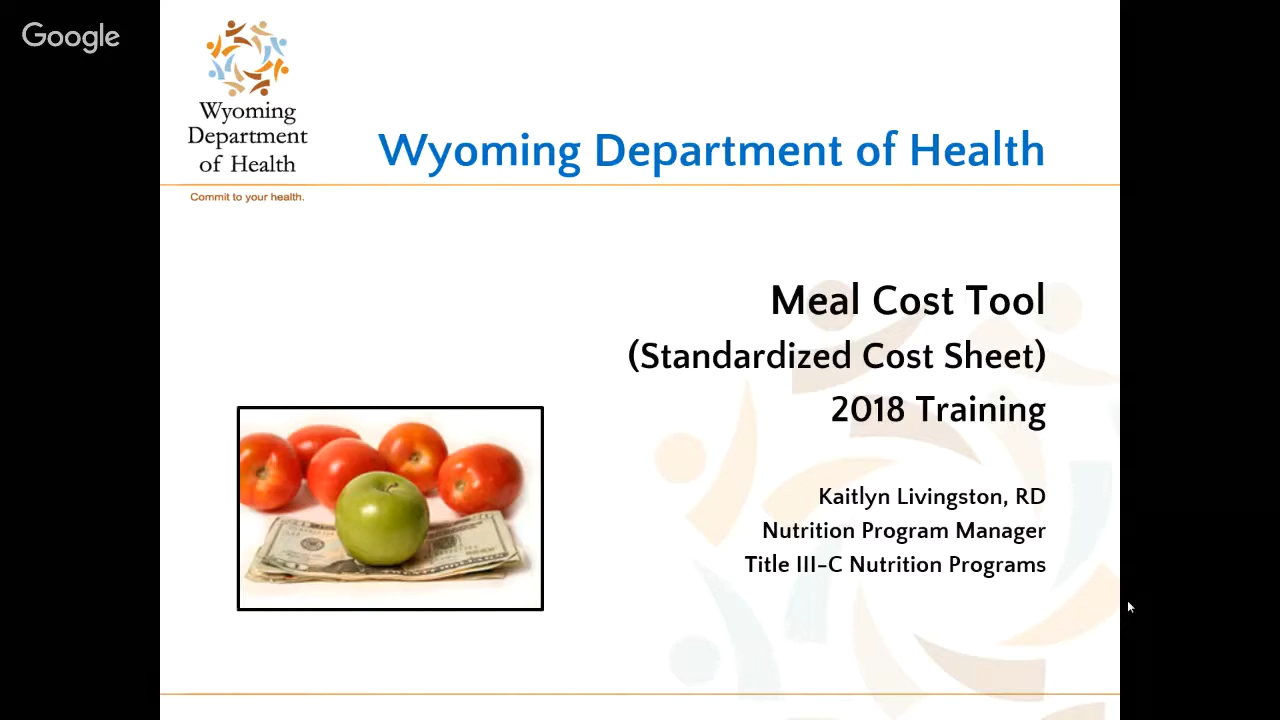 Google
Wyoming
Department
of Health
Commit to your health.
Wyoming Department of Health
Meal Cost Tool
(Standardized Cost Sheet)
2018 Training
Kaitlyn Livingston, RD
Nutrition Program Manager
Title III-C Nutrition Programs